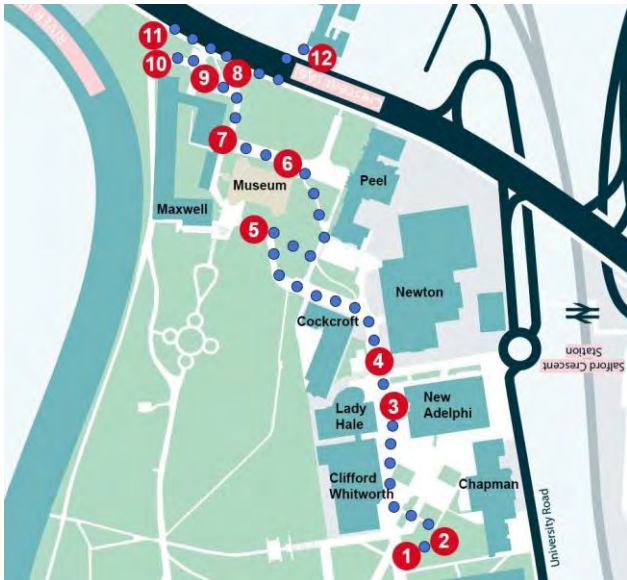 11
12
10
9
8
7
6
Museum
Peel
Maxwell
5
Newton
Cockcroft
4
Salford Crescent
Station
3
Lady
Hale
New
Adelphi
Clifford
Whitworth
Chapman
University Road
2
1
RIVER